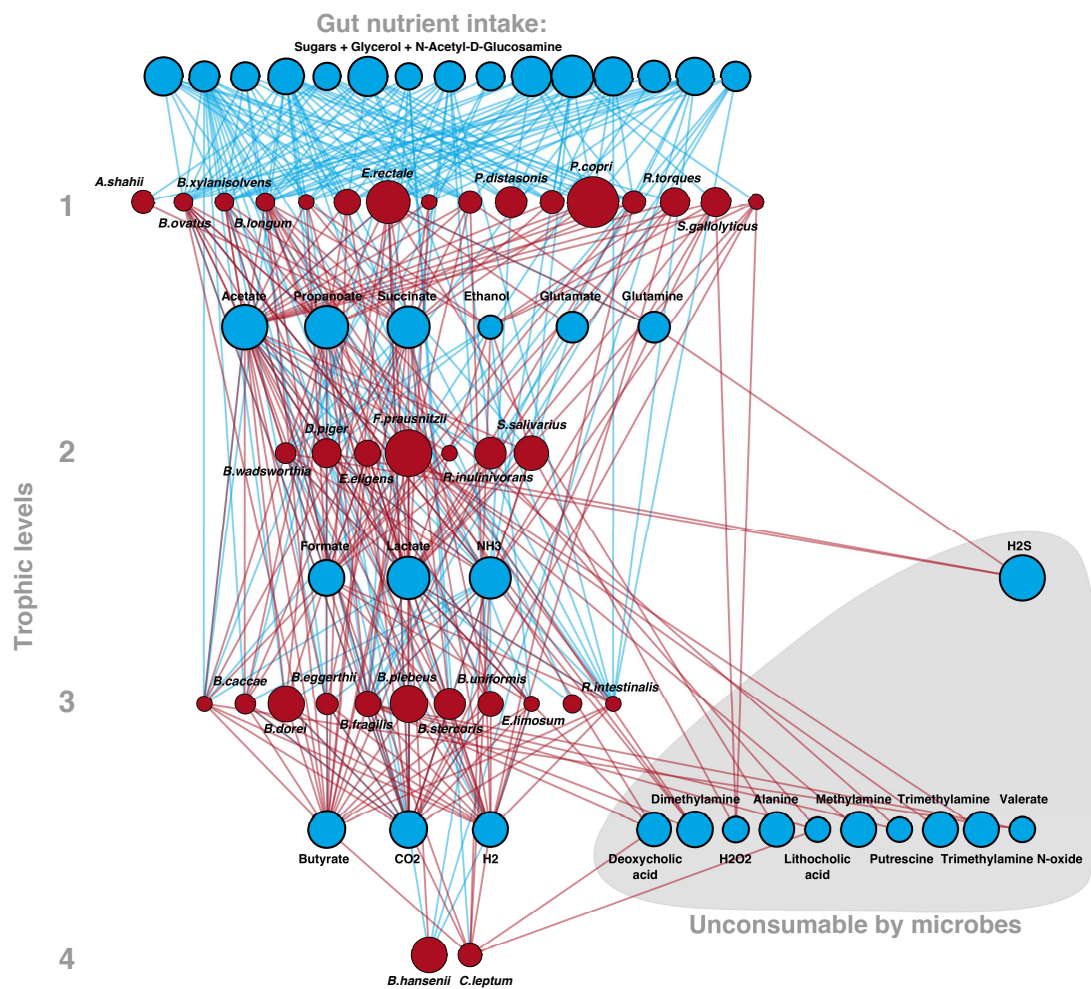 Gut nutrient intake:
Sugars + Glycerol + N-Acetyl-D-Glucosamine
Trophic levels
1
A.shahii
B.xylanisolvens
E.rectale
P.distasonis
P.copri
R.torques
B.ovatus
B.longum
S.gallolyticus
Acetate
Propanoate
Succinate
Ethanol
Glutamate
Glutamine
2
D.piger
F.prausnitzii
S.salivarius
B.wadsworthia
E.eligens
R.inulinivorans
Formate
Lactate
NH3
H2S
3
B.caccae
B.eggerthii
B.plebeus
B.uniformis
R.intestinalis
B.dorei
B.fragilis
B.stercoris
E.limosum
Dimethylamine
Alanine
Methylamine
Trimethylamine
Valerate
Butyrate
CO2
H2
Deoxycholic
acid
H2O2
Lithocholic
acid
Putrescine
Trimethylamine N-oxide
Unconsumable by microbes
4
B.hansenii
C.leptum